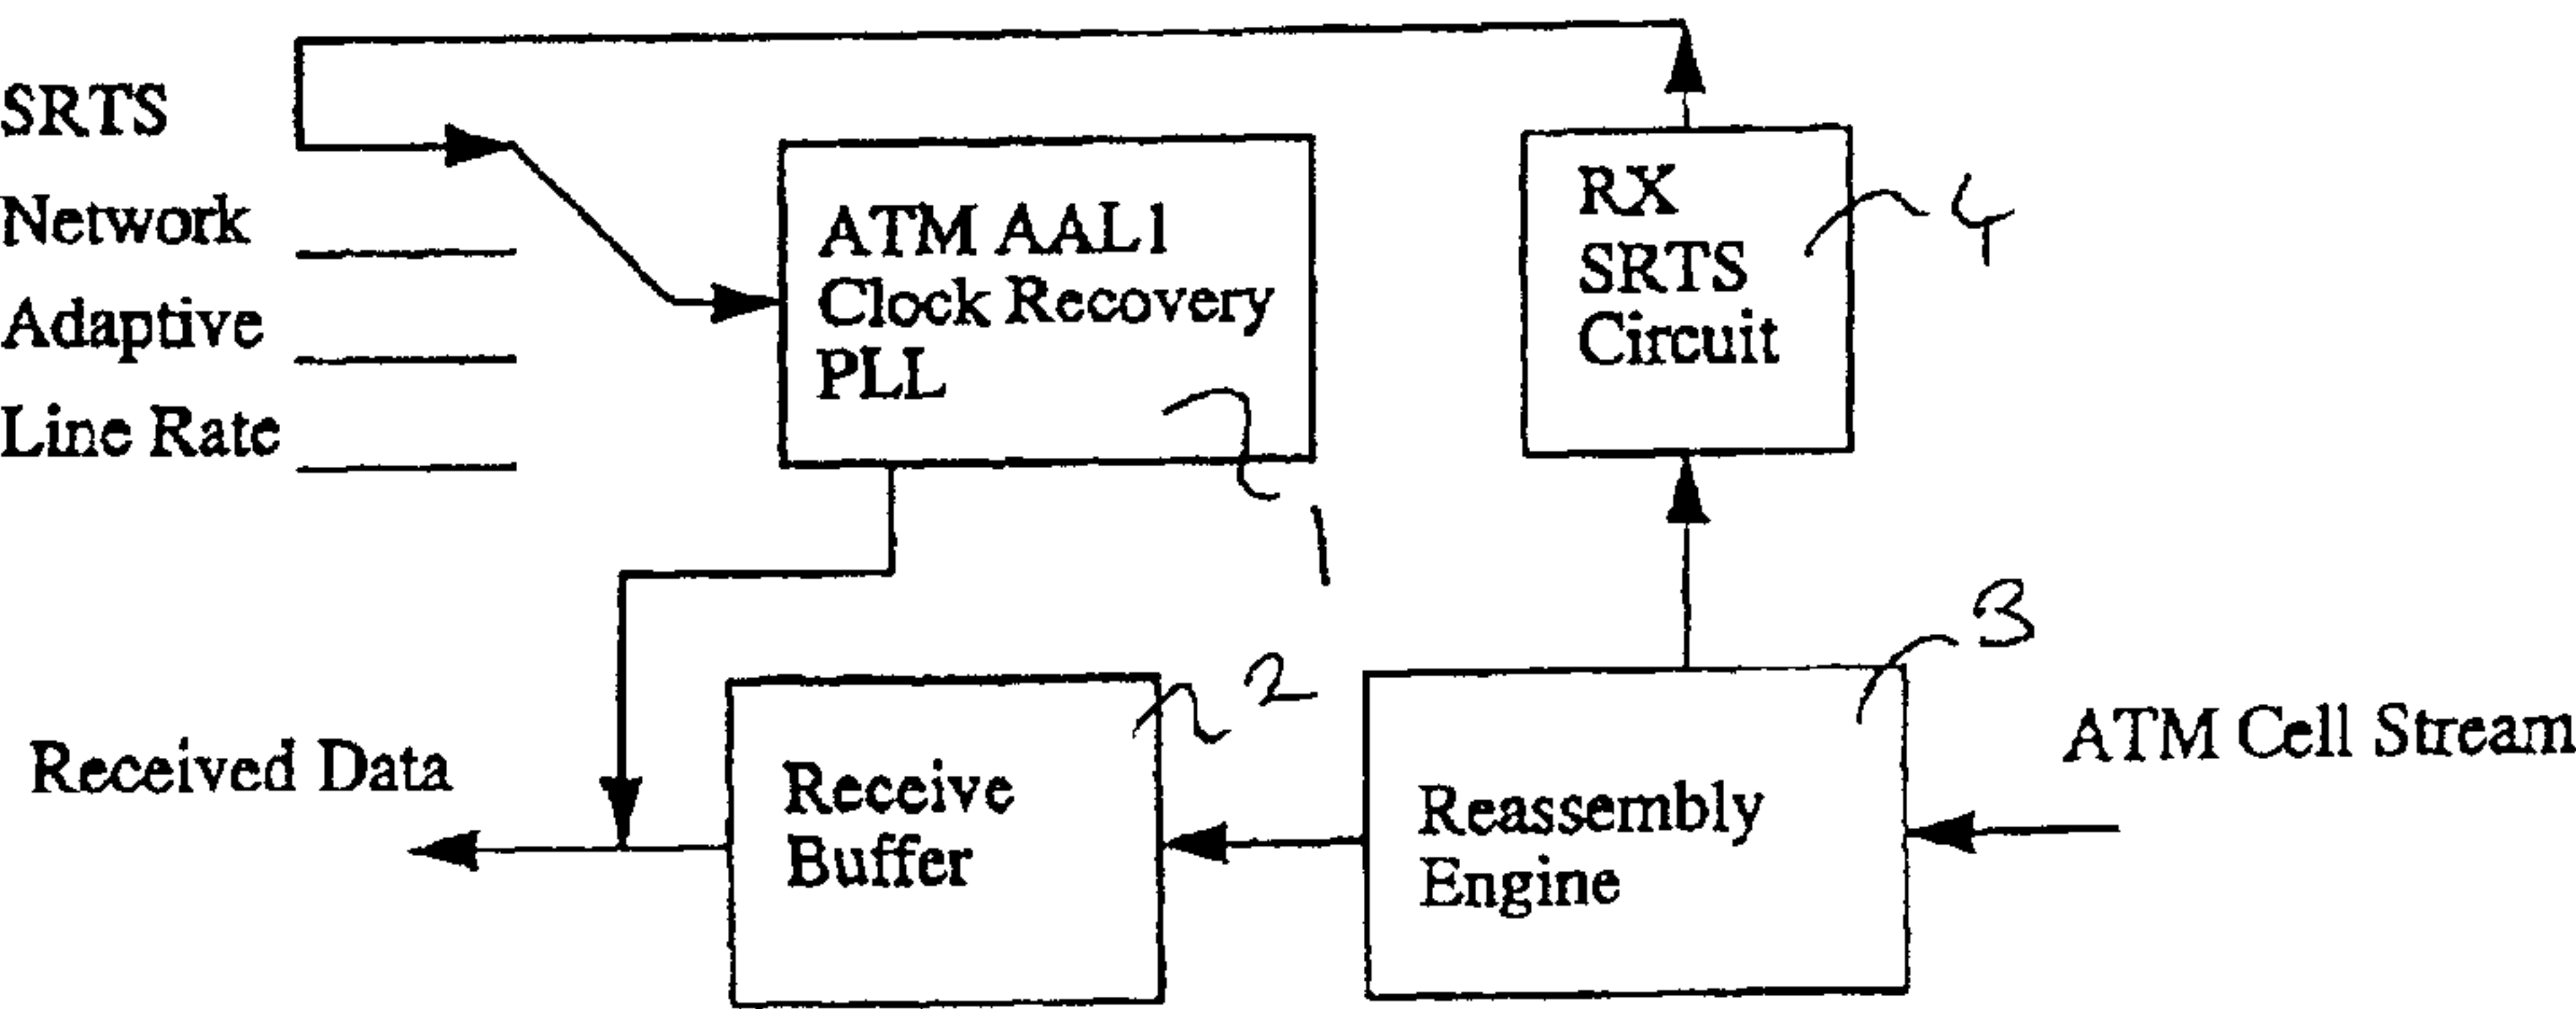 SRTS
Network
Adaptive
Line Rate
ATM AAL1
Clock Recovery
PLL
1
RX
SRTS
Circuit
4
Received Data
Receive
Buffer
2
Reassembly
Engine
3
ATM Cell Stream